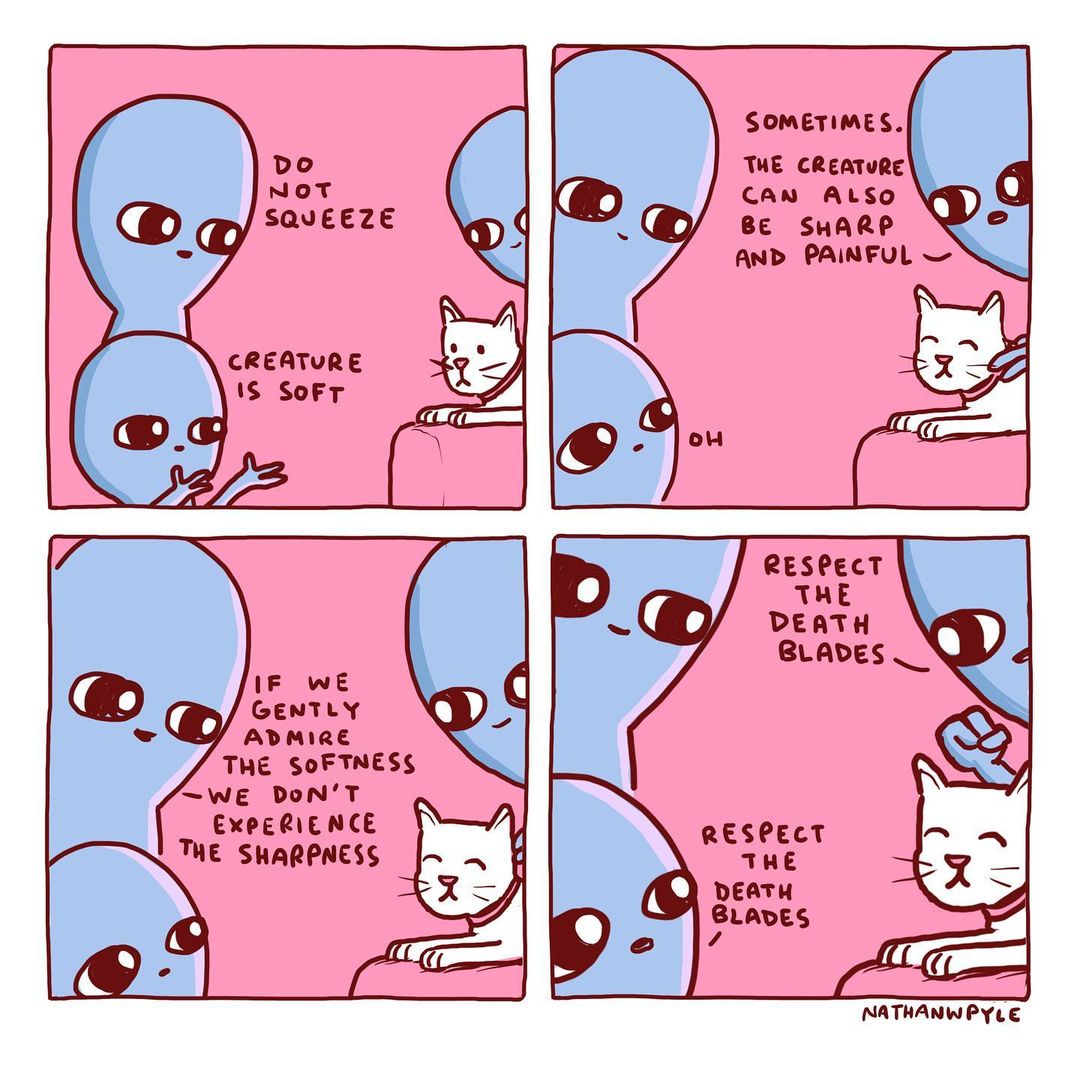 DO
NOT
SQUEEZE
CREATURE
IS SOFT
SOMETIMES.
THE CREATURE
CAN ALSO
BE SHARP
AND PAINFUL
OH
IF WE
GENTLY
ADMIRE
THE SOFTNESS
WE DON'T
EXPERIENCE
THE SHARPNESS
RESPECT
THE
DEATH
BLADES
RESPECT
THE
DEATH
BLADES
NATHANWPYLE